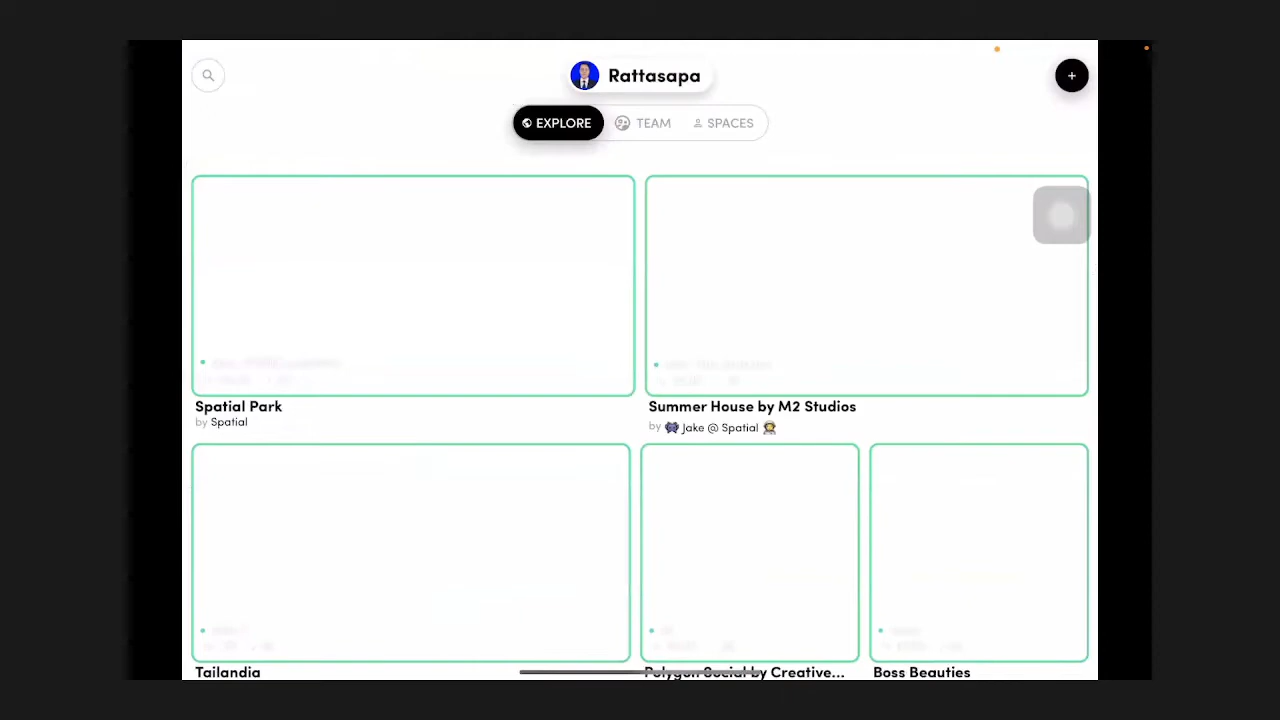 Rattasapa
EXPLORE TEAM SPACES
Spatial Park
by Spatial
Summer House by M2 Studios
by Jake @ Spatial
Tailandia
Polygon Social by Creative...
Boss Beauties